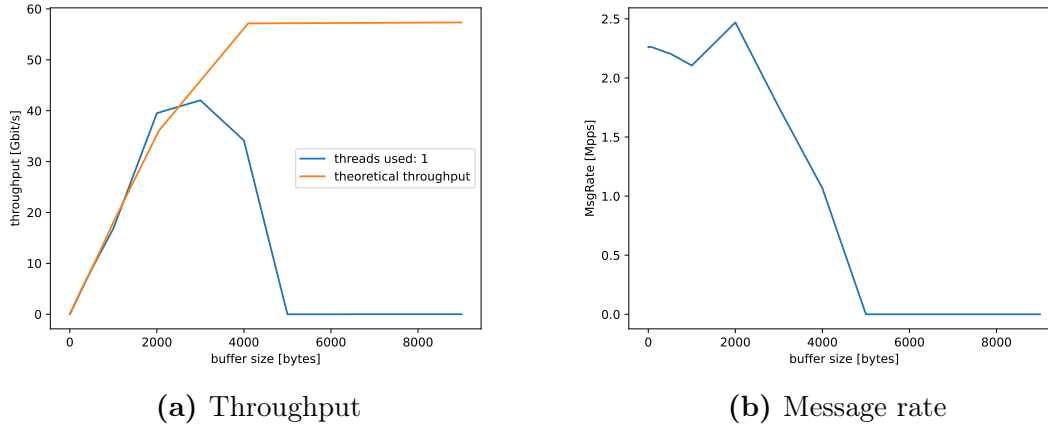 60
50
40
30
20
10
0
throughput [Gbit/s]
threads used: 1
theoretical throughput
0 2000 4000 6000 8000
buffer size [bytes]
(a) Throughput
2.5
2.0
1.5
1.0
0.5
0.0
MsgRate [Mpps]
0 2000 4000 6000 8000
buffer size [bytes]
(b) Message rate